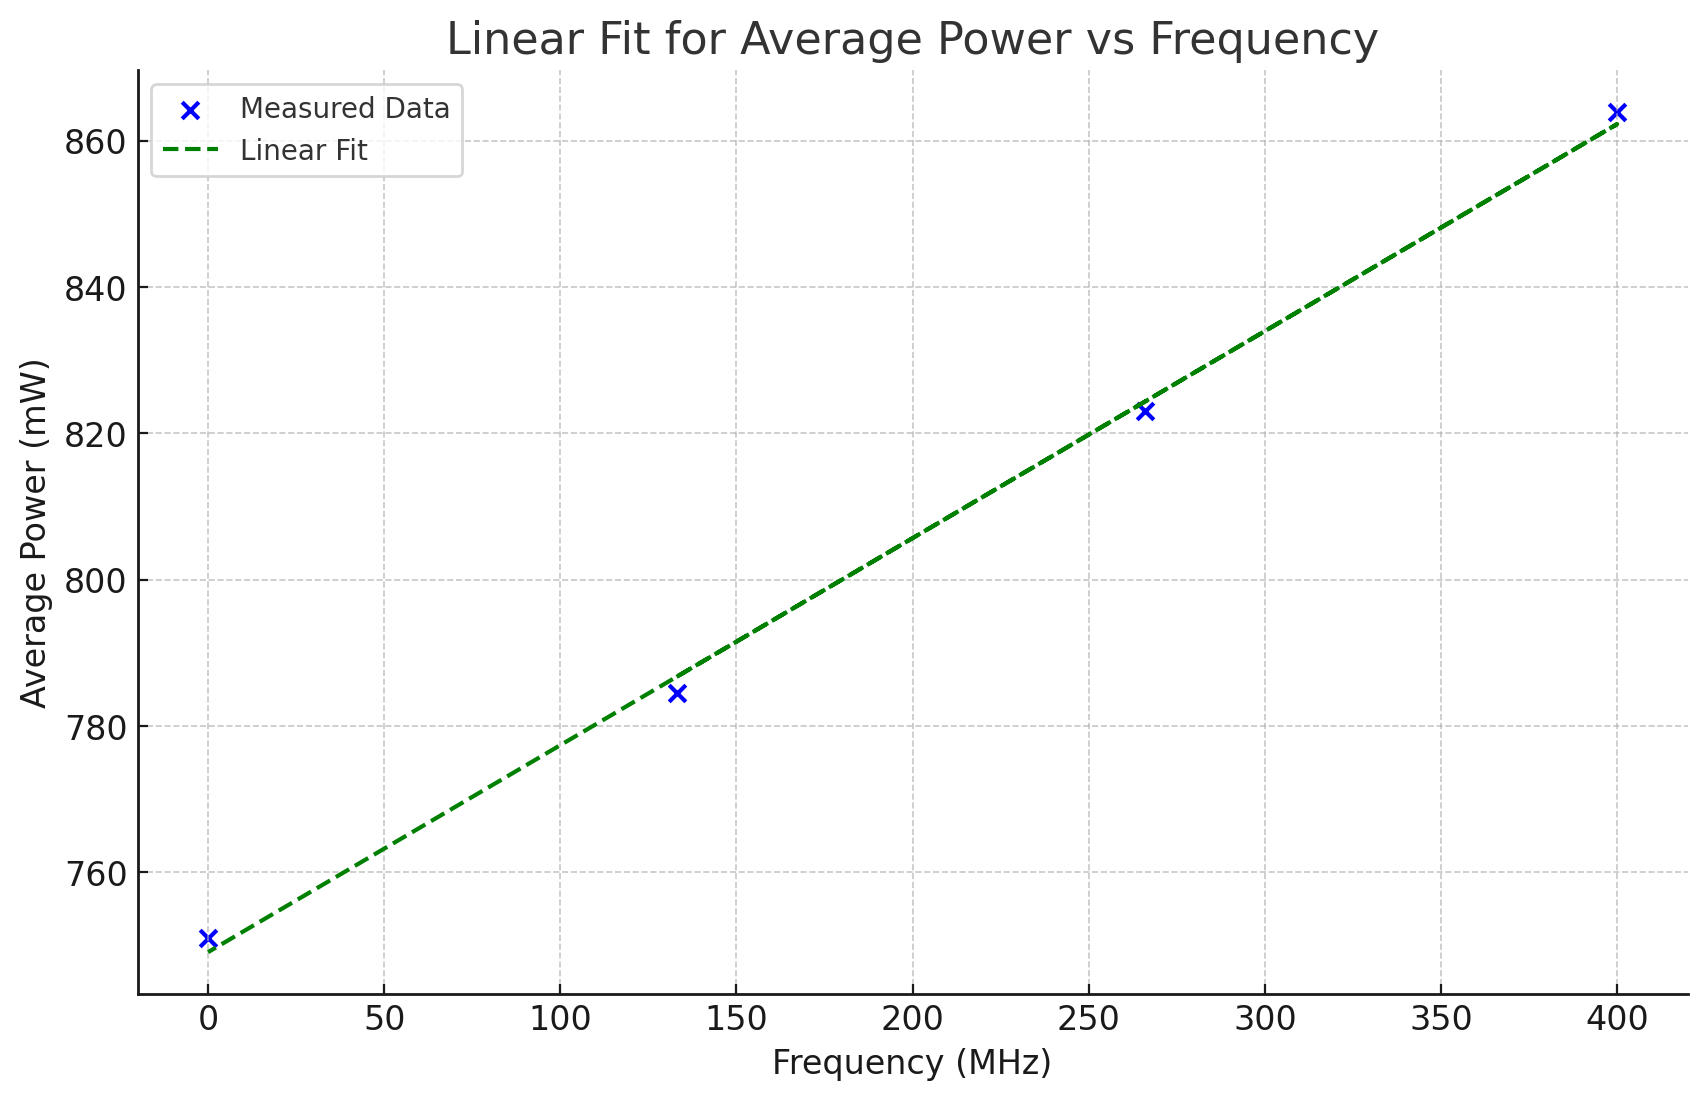 Linear Fit for Average Power vs Frequency
Measured Data
Linear Fit
Average Power (mW)
860
840
820
800
780
760
0 50 100 150 200 250 300 350 400
Frequency (MHz)